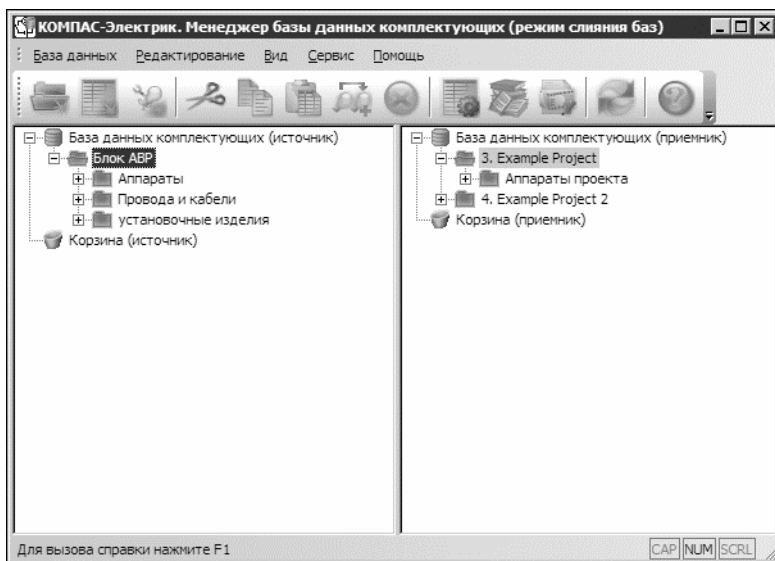 КОМПАС-Электрик. Менеджер базы данных комплектующих (режим слияния баз)
База данных Редактирование Вид Сервис Помощь
База данных комплектующих (источник)
Блок АВР
Аппараты
Провода и кабели
установочные изделия
Корзина (источник)
База данных комплектующих (приемник)
3. Example Project
Аппараты проекта
4. Example Project 2
Корзина (приемник)
Для вызова справки нажмите F1
CAP NUM SCRL